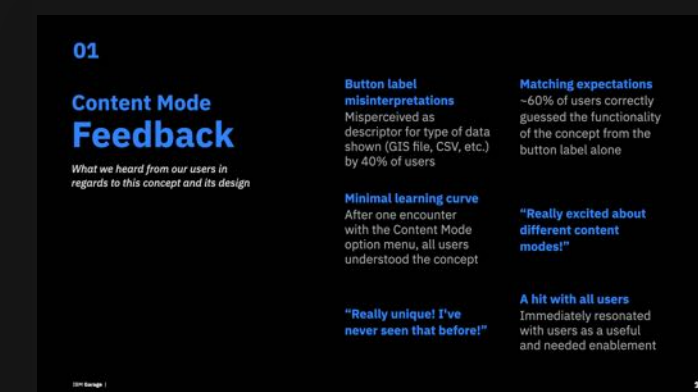 01
Content Mode
Feedback
What we heard from our users in
regards to this concept and its design
Button label
misinterpretations
Misperceived as
descriptor for type of data
shown (GIS file, CSV, etc.)
by 40% of users
Minimal learning curve
After one encounter
with the Content Mode
option menu, all users
understood the concept
“Really unique! I've
never seen that before!”
Matching expectations
~60% of users correctly
guessed the functionality
of the concept from the
button label alone
“Really excited about
different content
modes!”
A hit with all users
Immediately resonated
with users as a useful
and needed enablement
IBM Garage |